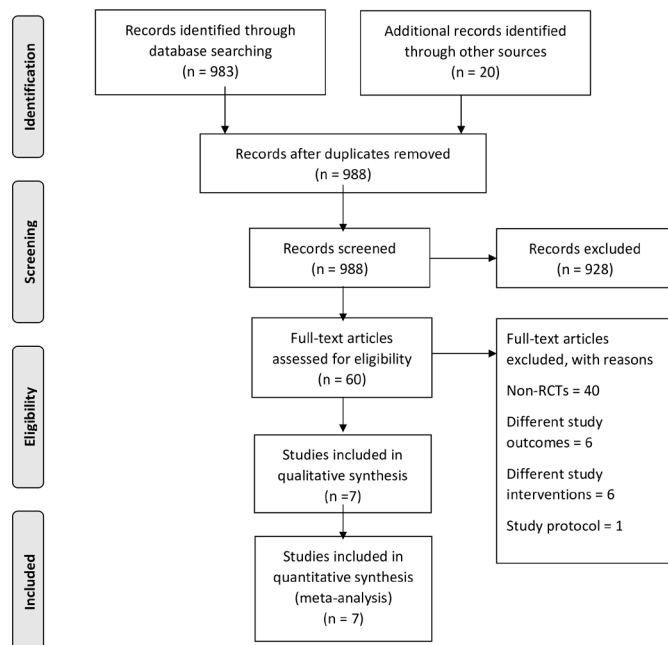 Identification
Records identified through
database searching
(n = 983)
Additional records identified
through other sources
(n = 20)
Records after duplicates removed
(n = 988)
Screening
Records screened
(n = 988)
Records excluded
(n = 928)
Eligibility
Full-text articles
assessed for eligibility
(n = 60)
Full-text articles
excluded, with reasons
Non-RCTs = 40
Different study
outcomes = 6
Different study
interventions = 6
Study protocol = 1
Studies included in
qualitative synthesis
(n =7)
Included
Studies included in
quantitative synthesis
(meta-analysis)
(n = 7)